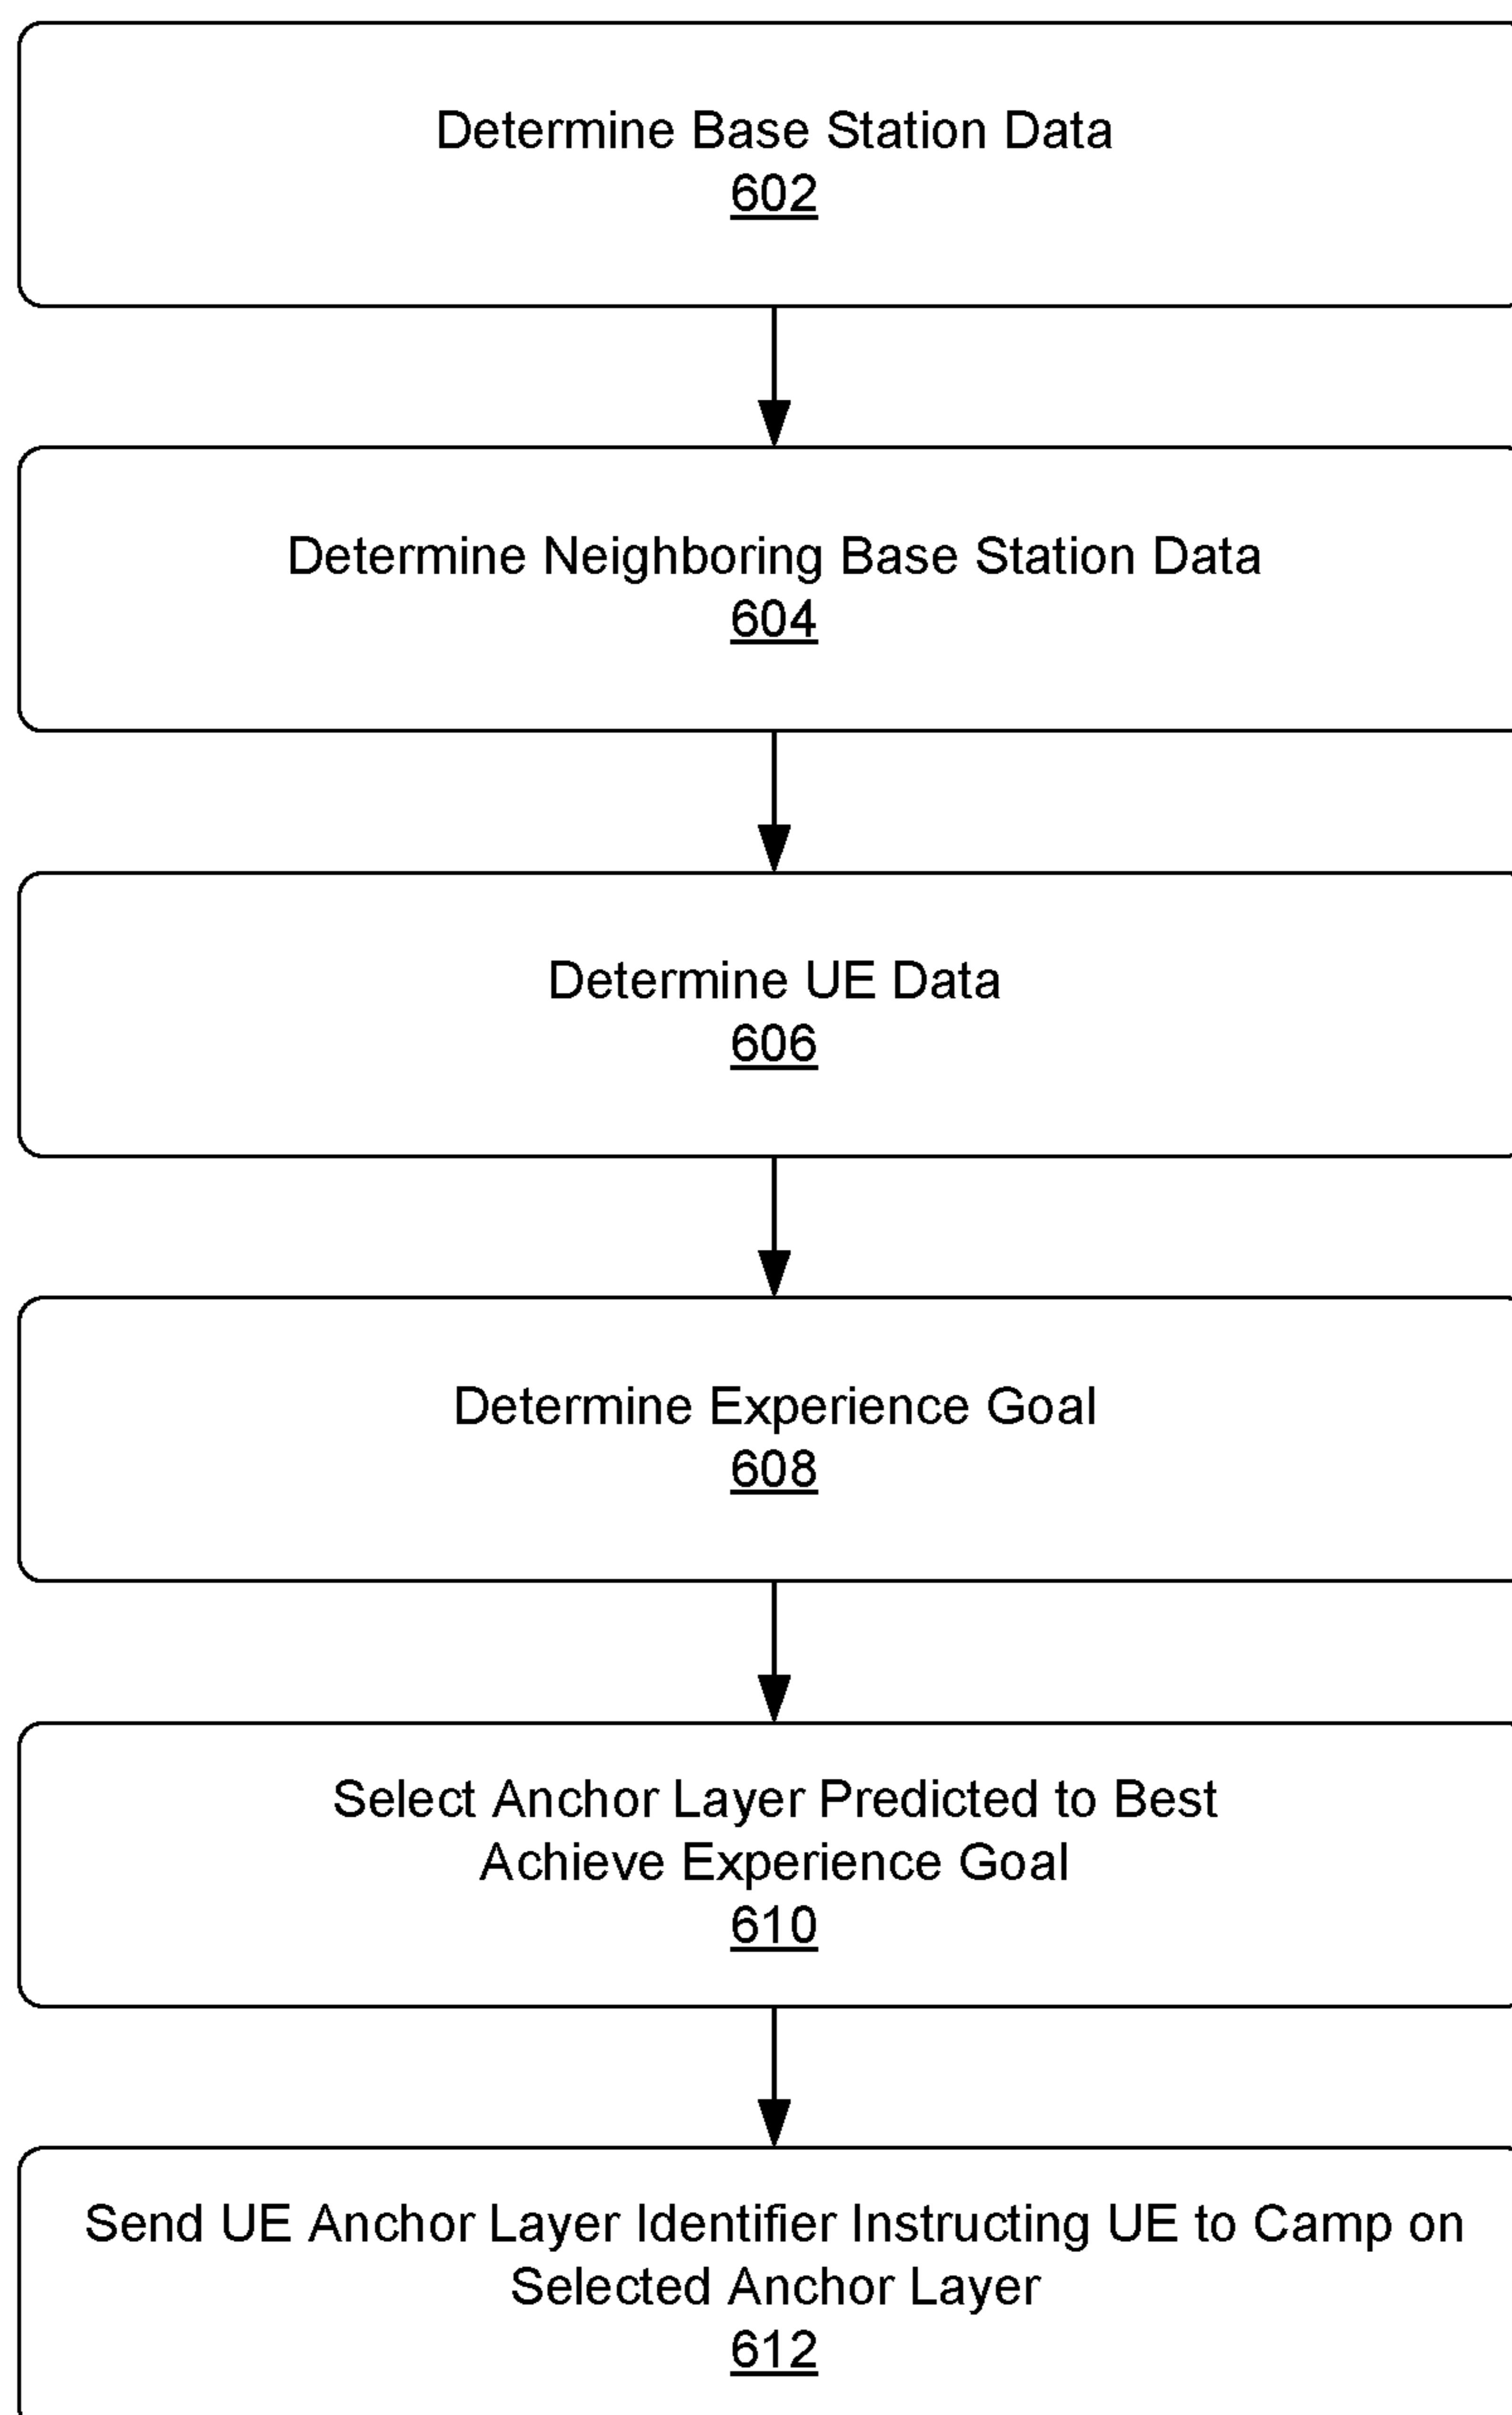 Determine Base Station Data
602
Determine Neighboring Base Station Data
604
Determine UE Data
606
Determine Experience Goal
608
Select Anchor Layer Predicted to Best
Achieve Experience Goal
610
Send UE Anchor Layer Identifier Instructing UE to Camp on
Selected Anchor Layer
612